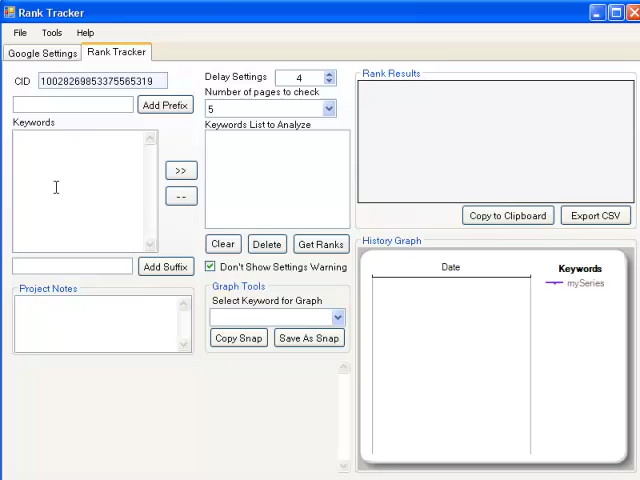 Rank Tracker
File Tools Help
Google Settings Rank Tracker
CID 10028269853375565319
Add Prefix
Keywords
>>
--
Add Suffix
Project Notes
Delay Settings 4
Number of pages to check
5
Keywords List to Analyze
Clear Delete Get Ranks
Don't Show Settings Warning
Graph Tools
Select Keyword for Graph
Copy Snap Save As Snap
Rank Results
Copy to Clipboard Export CSV
History Graph
Date
Keywords
mySeries